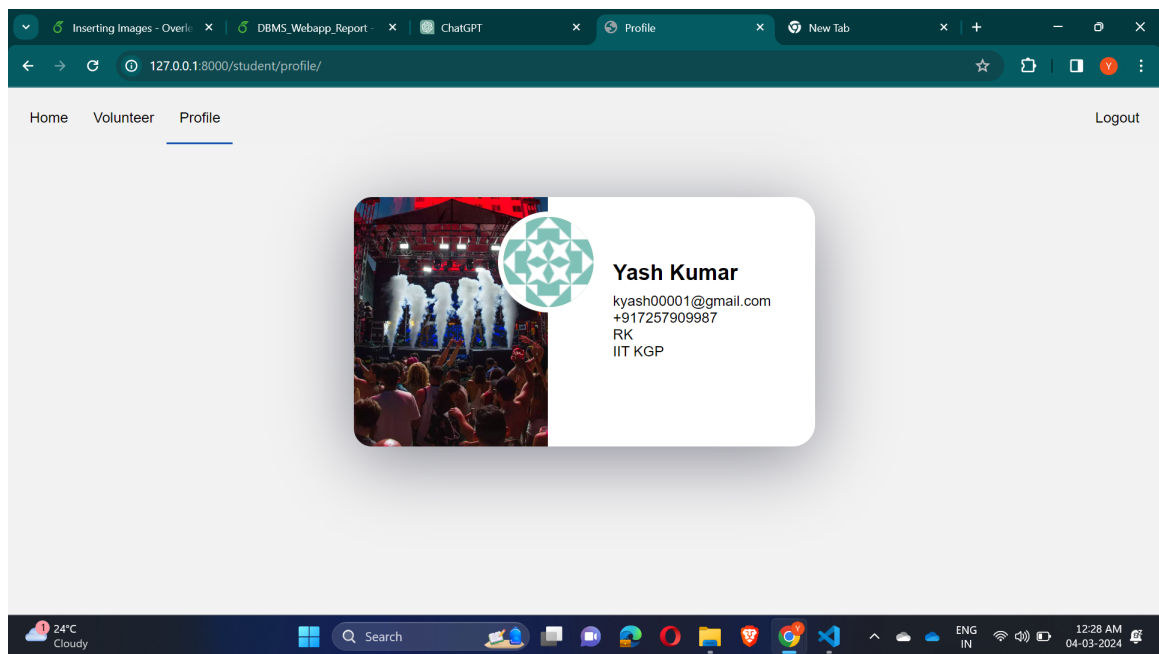 Inserting Images - Overle
DBMS_Webapp_Report -
ChatGPT
Profile
New Tab
127.0.0.1:8000/student/profile/
Y
Home Volunteer Profile Logout
Yash Kumar
kyash00001@gmail.com
+917257909987
RK
IIT KGP
1
24°C
Cloudy
Search
Y
ENG
IN
12:28 AM
04-03-2024